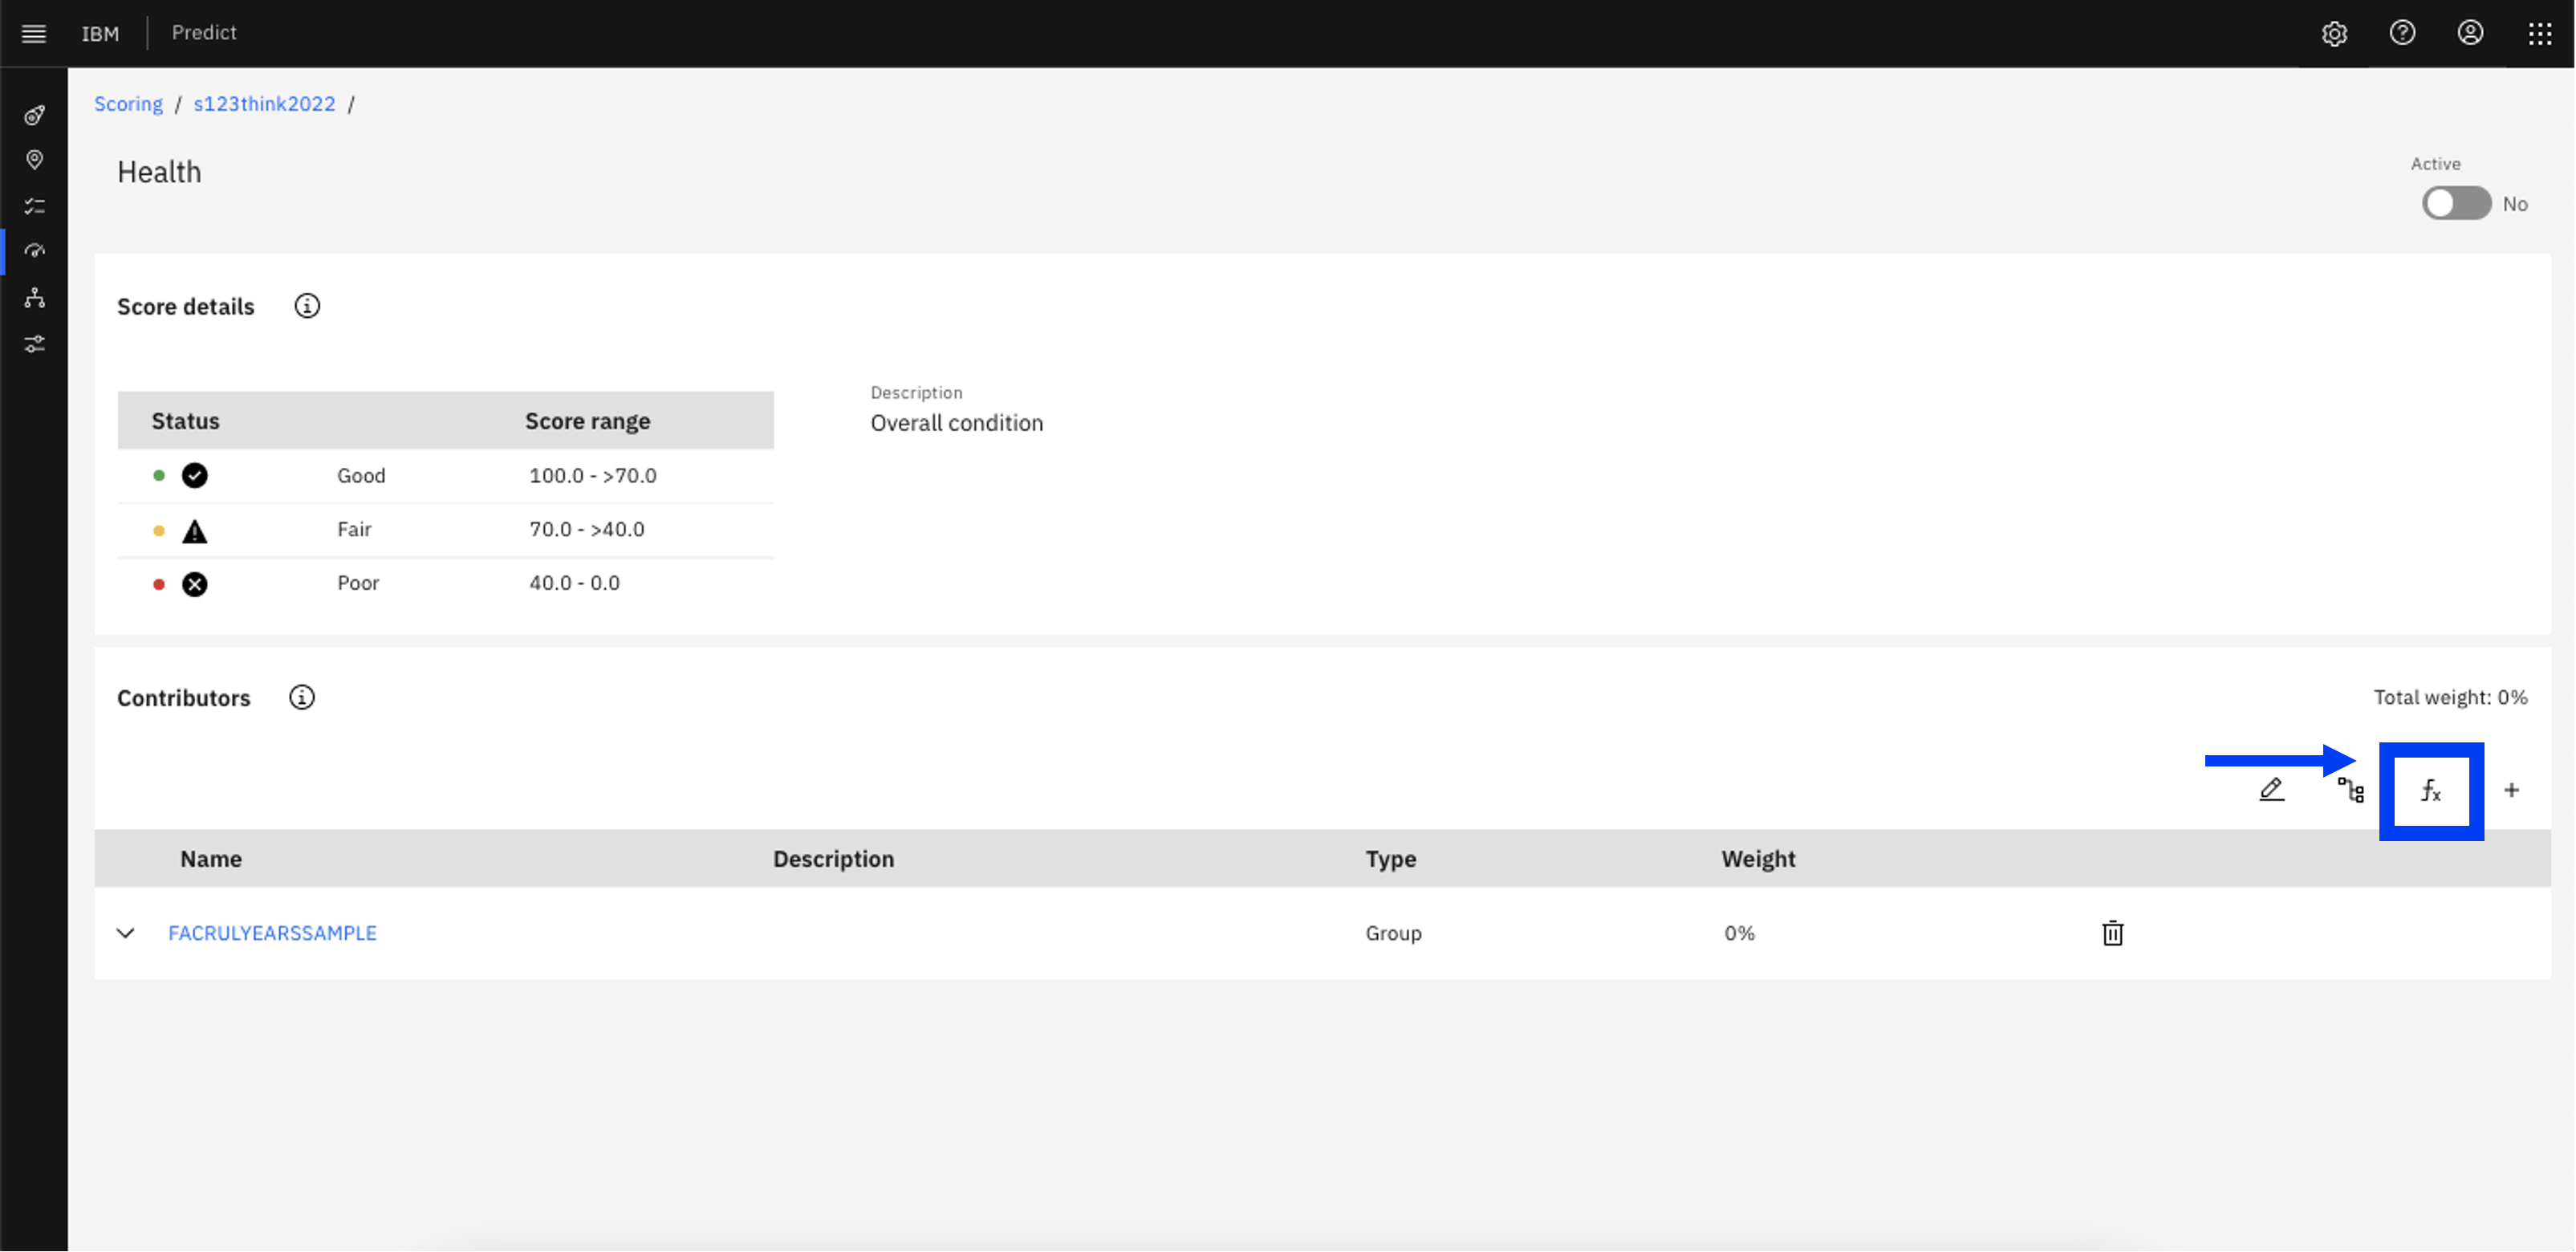 IBM Predict
Scoring / s123think2022 /
Health
Active
No
Score details
Status Score range
Good 100.0 - >70.0
Fair 70.0 - >40.0
Poor 40.0 - 0.0
Description
Overall condition
Contributors
Total weight: 0%
fx +
Name Description Type Weight
FACRULYEARSSAMPLE Group 0%